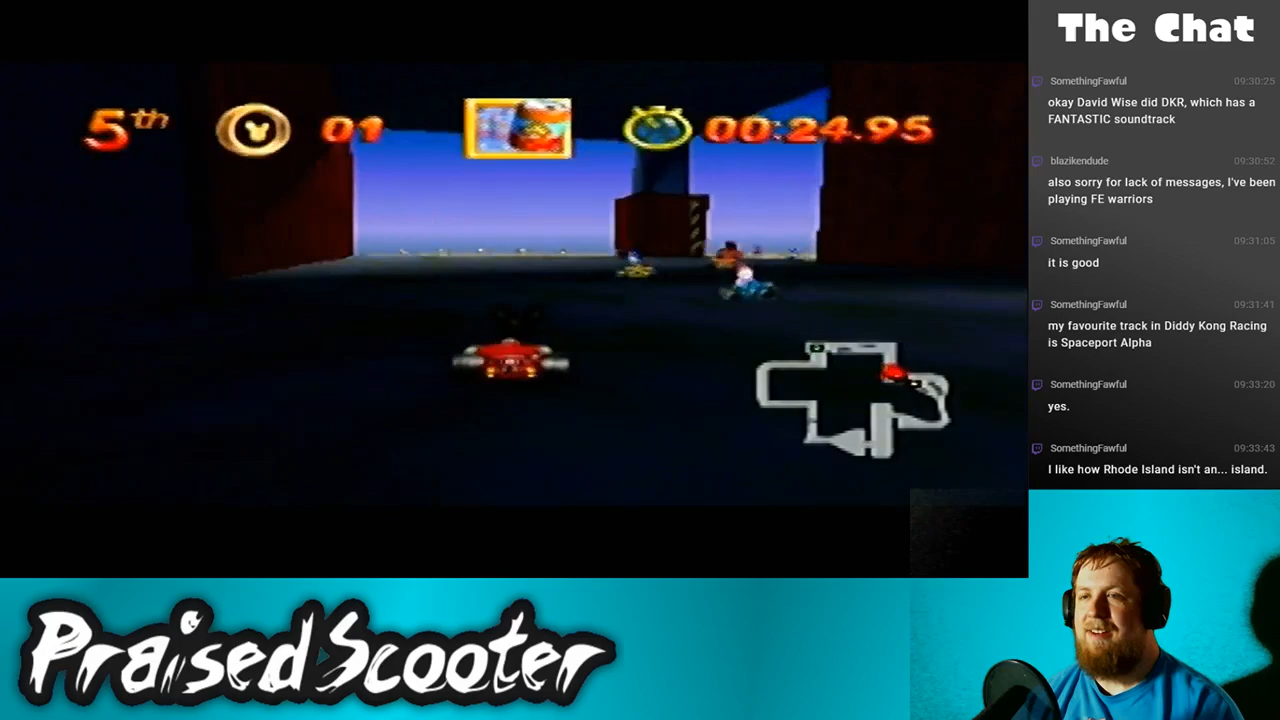 The Chat
5th 01 00:24.95
SomethingFawful 09:30:25
okay David Wise did DKR, which has a
FANTASTIC soundtrack
blazikendude 09:30:52
also sorry for lack of messages, I've been
playing FE warriors
SomethingFawful 09:31:05
it is good
SomethingFawful 09:31:41
my favourite track in Diddy Kong Racing
is Spaceport Alpha
SomethingFawful 09:33:20
yes.
SomethingFawful 09:33:43
I like how Rhode Island isn't an... island.
PraisedScooter